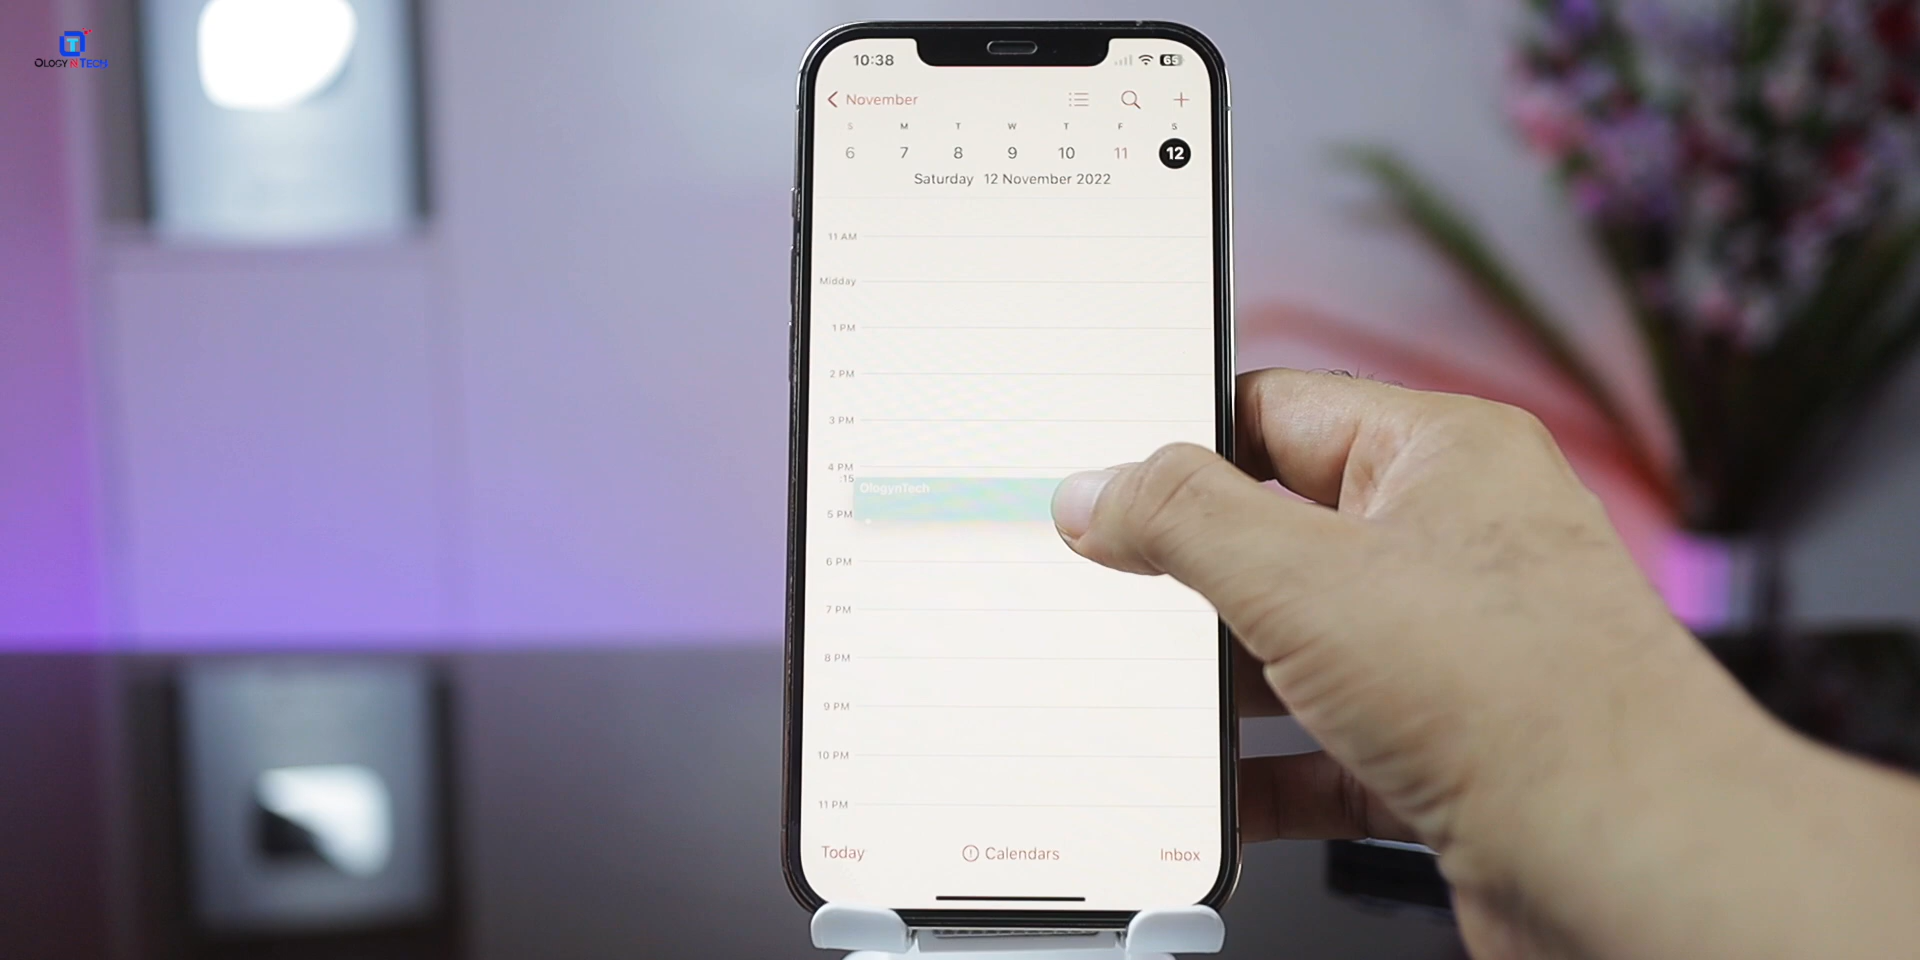 OLOGYNTECH
10:38
65
November
S M T W T F S
6 7 8 9 10 11 12
Saturday 12 November 2022
11 AM
Midday
1 PM
2 PM
3 PM
4 PM
:15
OlogynTech
5 PM
6 PM
7 PM
8 PM
9 PM
10 PM
11 PM
Today Calendars Inbox